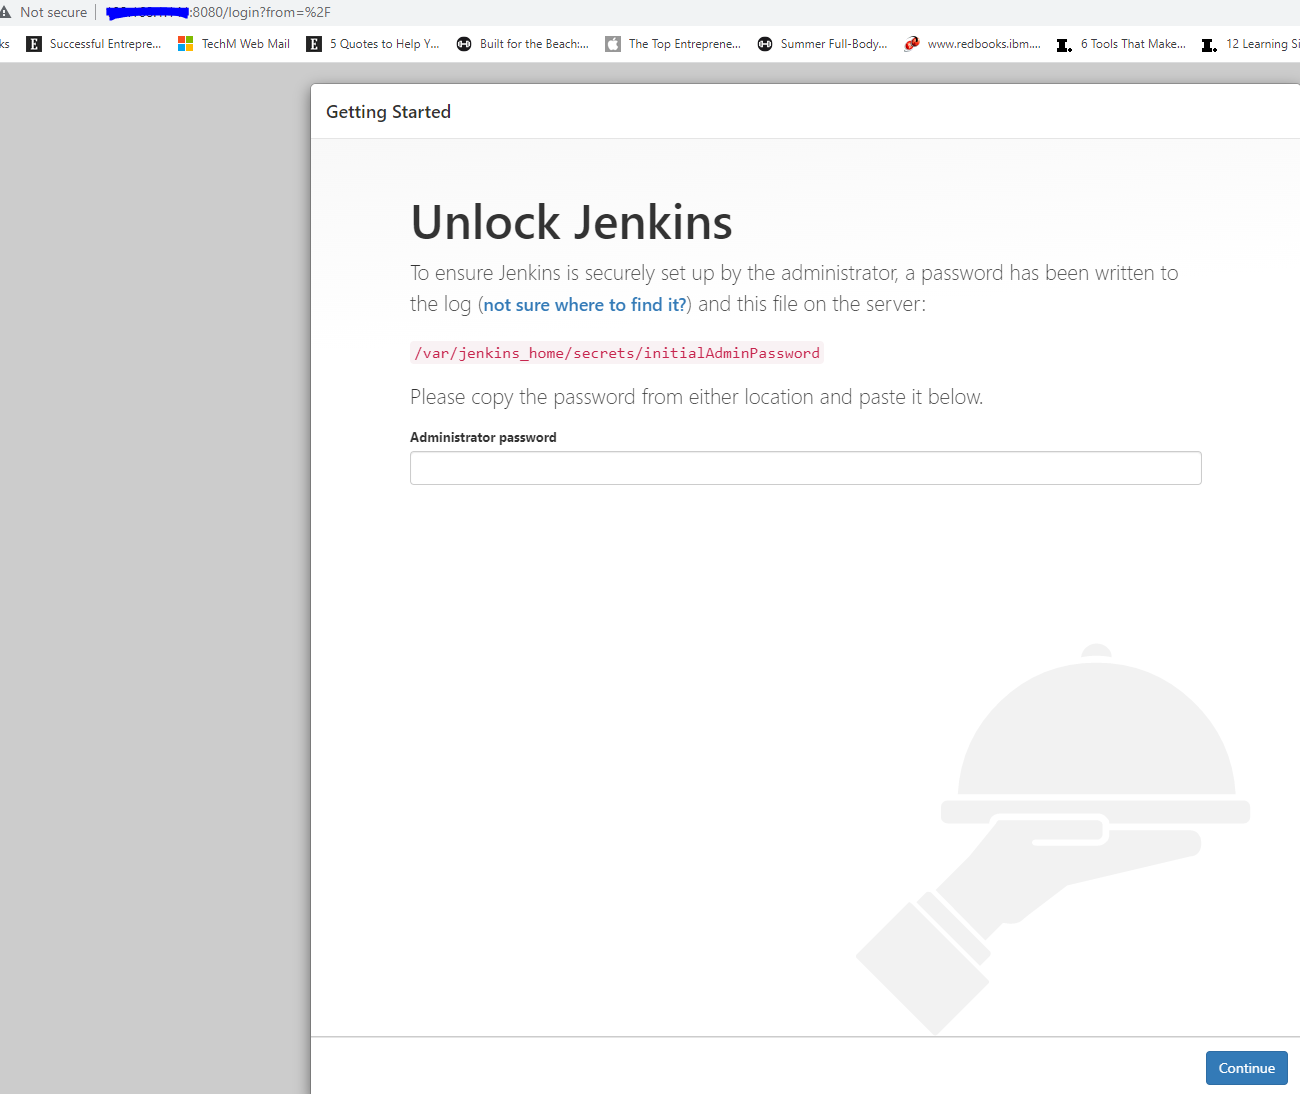 Not secure :8080/login?from=%2F
ks Successful Entrepre... TechM Web Mail 5 Quotes to Help Y... Built for the Beach:... The Top Entreprene... Summer Full-Body... www.redbooks.ibm.... 6 Tools That Make... 12 Learning Si
Getting Started
Unlock Jenkins
To ensure Jenkins is securely set up by the administrator, a password has been written to
the log (not sure where to find it?) and this file on the server:
/var/jenkins_home/secrets/initialAdminPassword
Please copy the password from either location and paste it below.
Administrator password
Continue